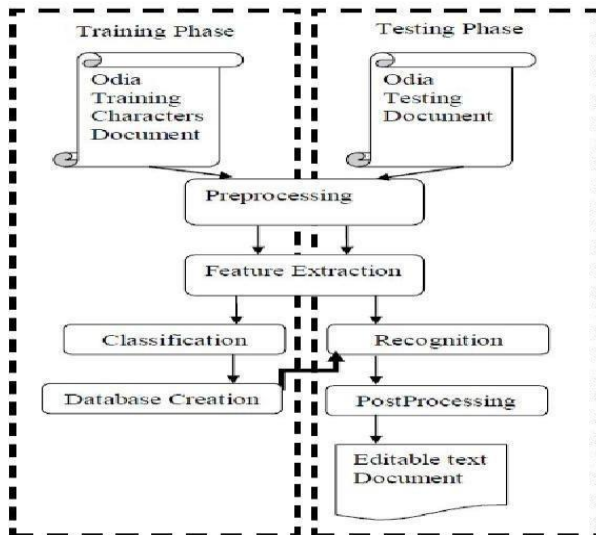 Training Phase
Testing Phase
Odia
Training
Characters
Document
Odia
Testing
Document
Preprocessing
Feature Extraction
Classification
Recognition
Database Creation
PostProcessing
Editable text
Document